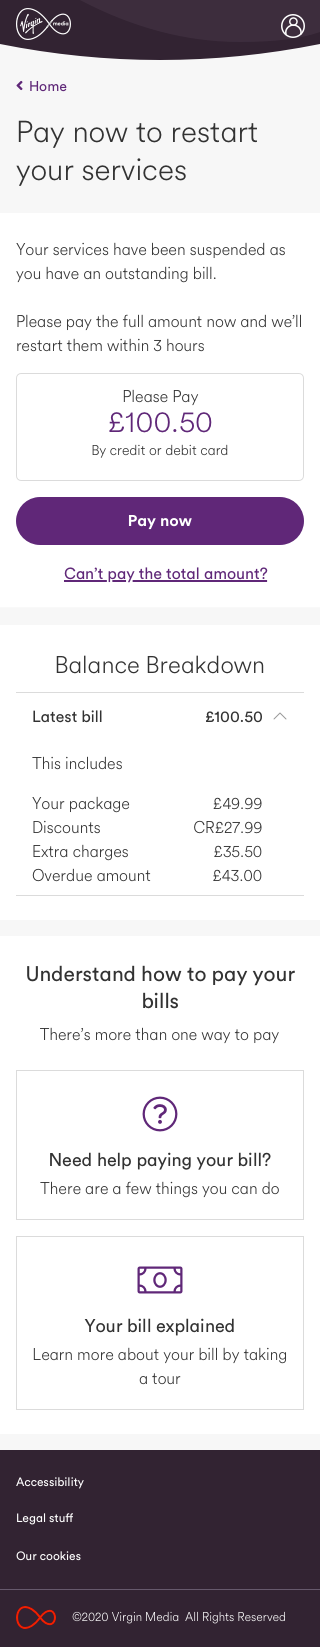 Virgin media
Home
Pay now to restart
your services
Your services have been suspended as
you have an outstanding bill.
Please pay the full amount now and we'll
restart them within 3 hours
Please Pay
£100.50
By credit or debit card
Pay now
Can't pay the total amount?
Balance Breakdown
Latest bill £100.50
This includes
Your package £49.99
Discounts CR£27.99
Extra charges £35.50
Overdue amount £43.00
Understand how to pay your
bills
There's more than one way to pay
Need help paying your bill?
There are a few things you can do
Your bill explained
Learn more about your bill by taking
a tour
Accessibility
Legal stuff
Our cookies
©2020 Virgin Media  All Rights Reserved